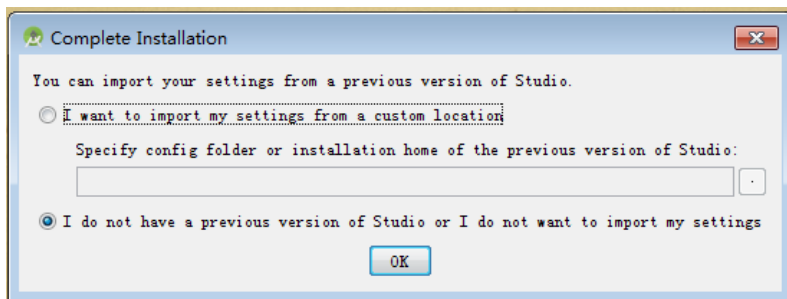 Complete Installation
You can import your settings from a previous version of Studio.
I want to import my settings from a custom location
Specify config folder or installation home of the previous version of Studio:
.
I do not have a previous version of Studio or I do not want to import my settings
OK